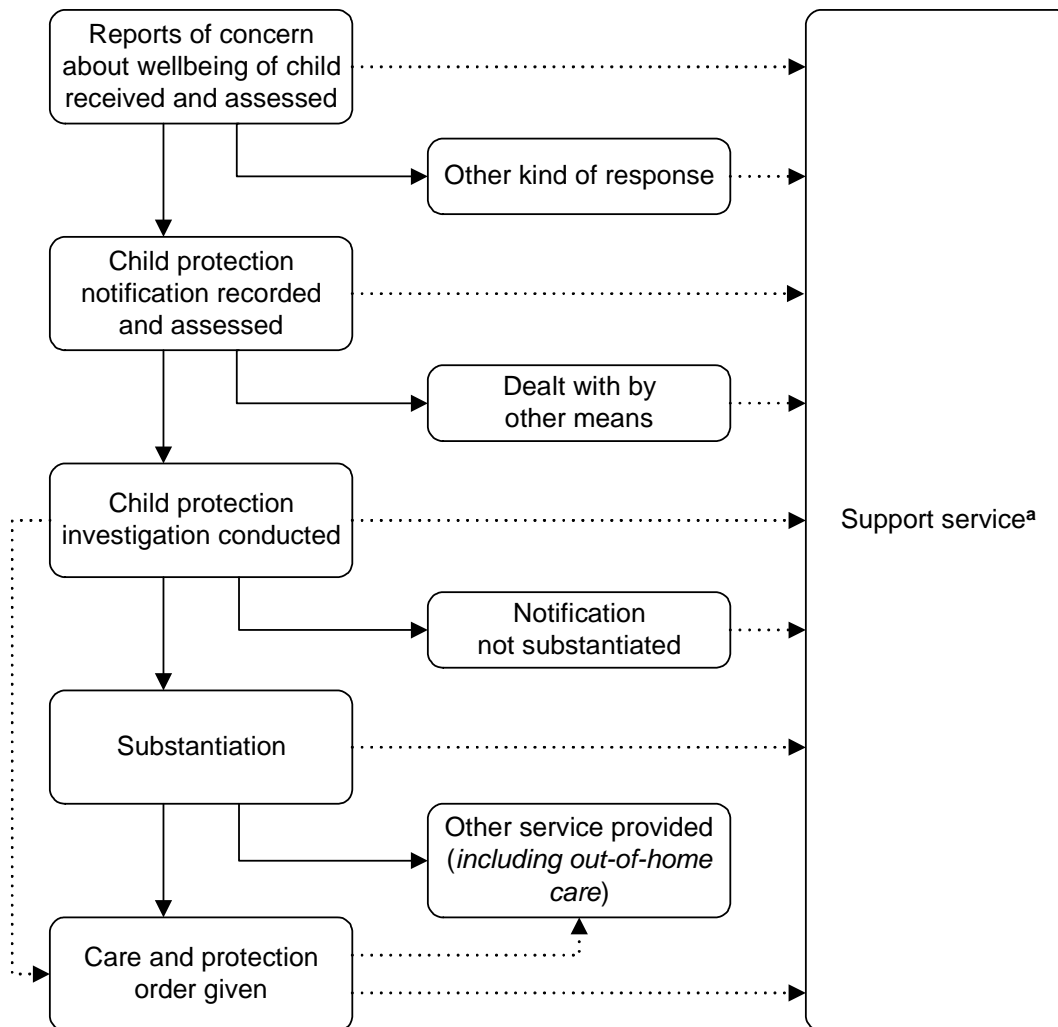 Reports of concern
about wellbeing of child
received and assessed
Other kind of response
Child protection
notification recorded
and assessed
Dealt with by
other means
Child protection
investigation conducted
Support serviceᵃ
Notification
not substantiated
Substantiation
Other service provided
(including out-of-home
care)
Care and protection
order given